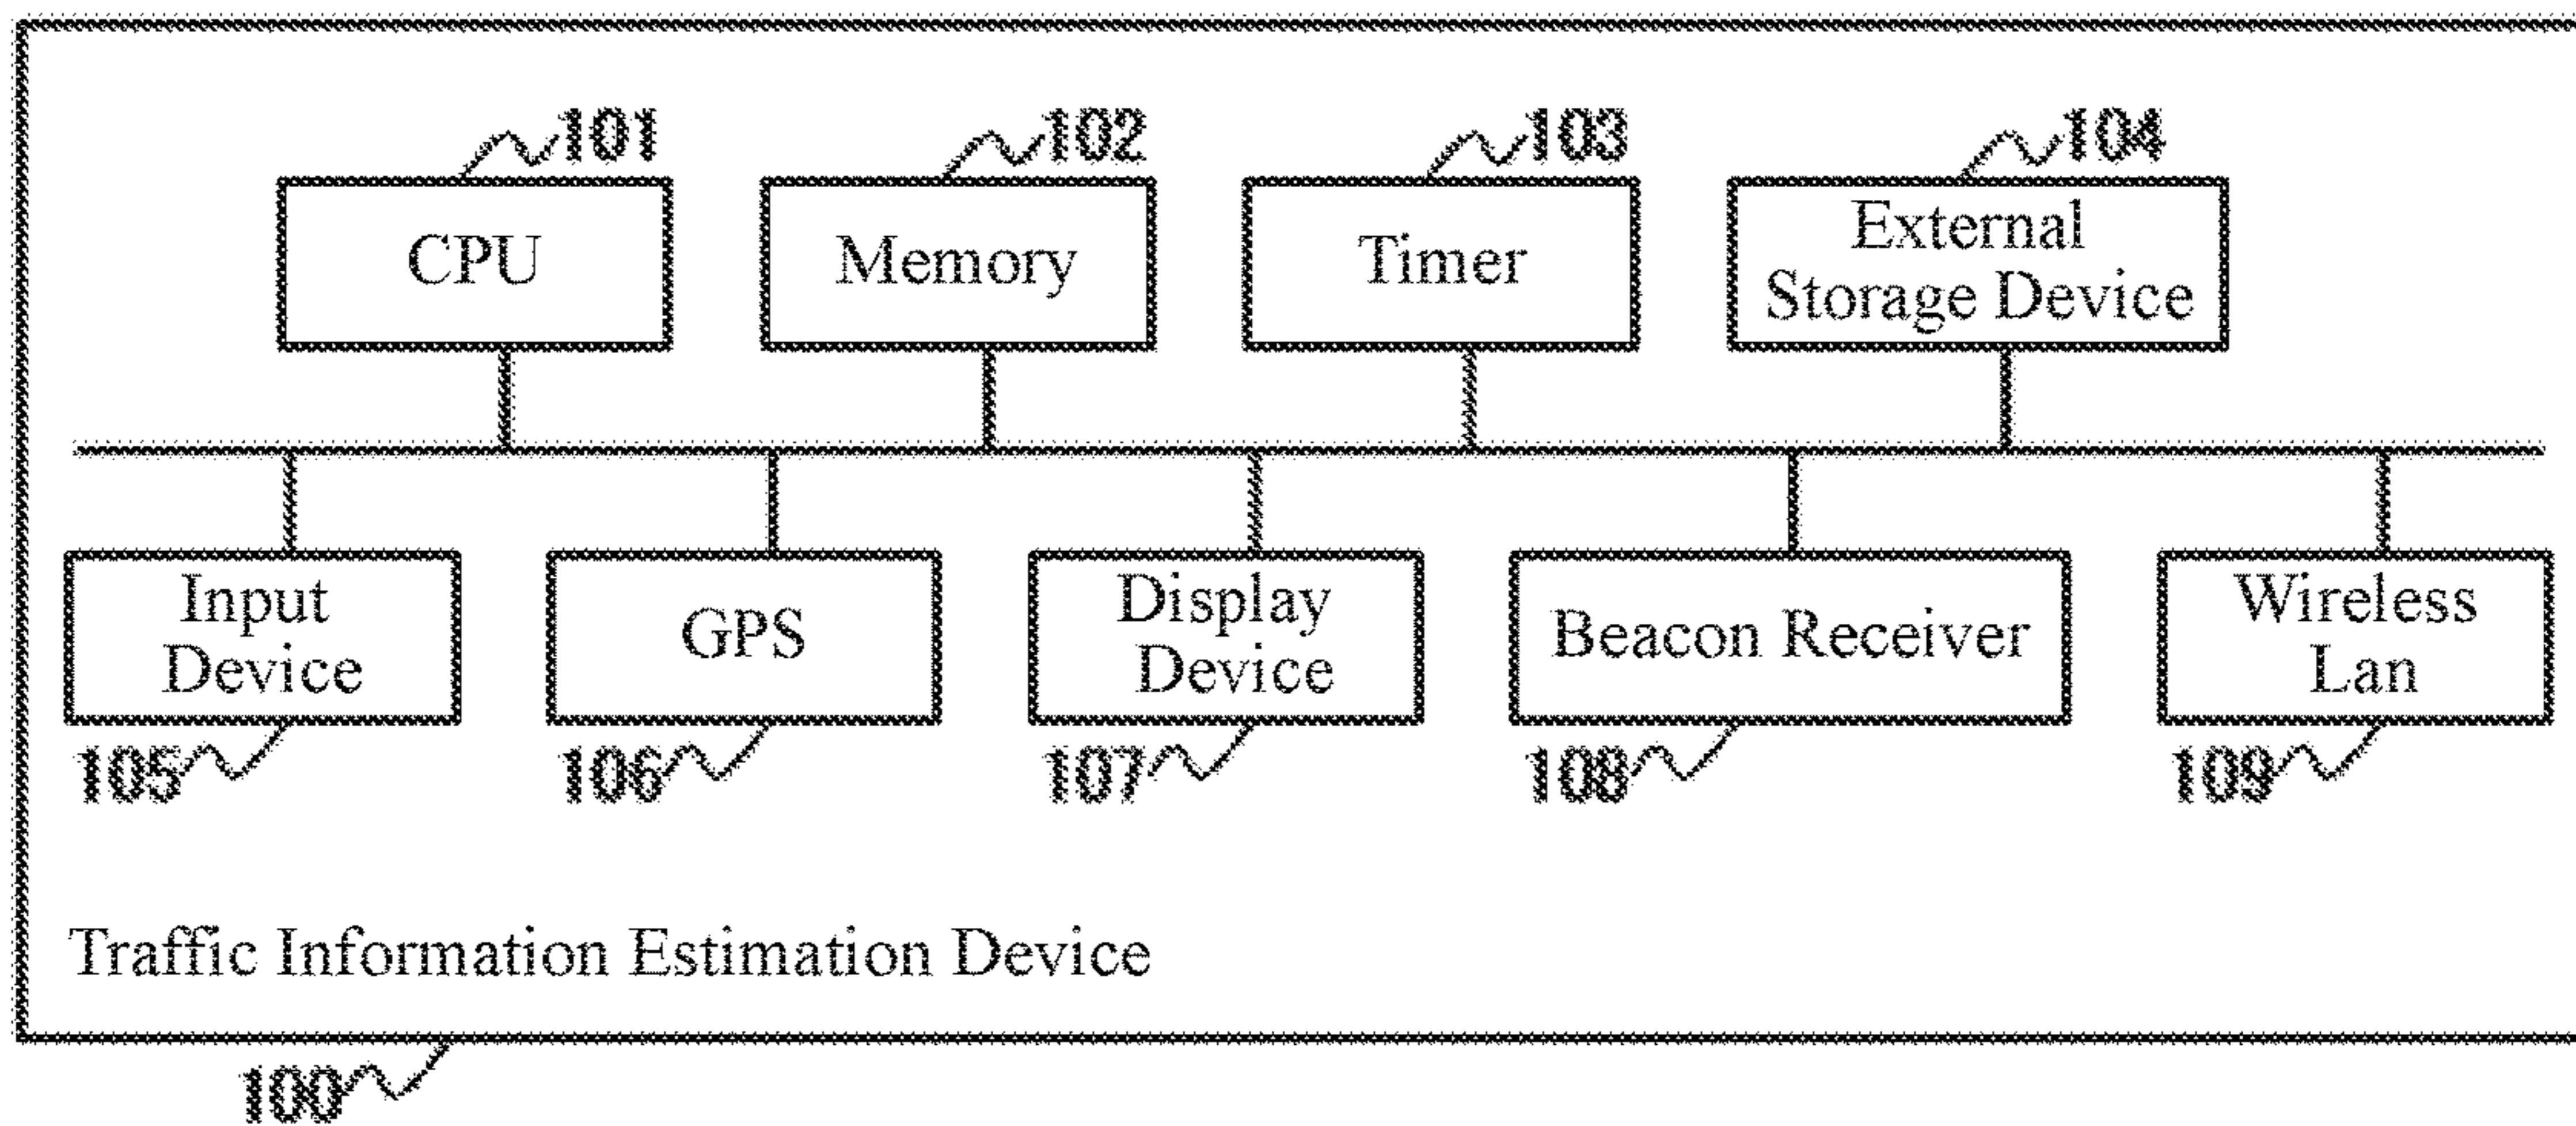 101
102
103
104
CPU
Memory
Timer
External
Storage Device
Input
Device
GPS
Display
Device
Beacon Receiver
Wireless
Lan
105
106
107
108
109
Traffic Information Estimation Device
100